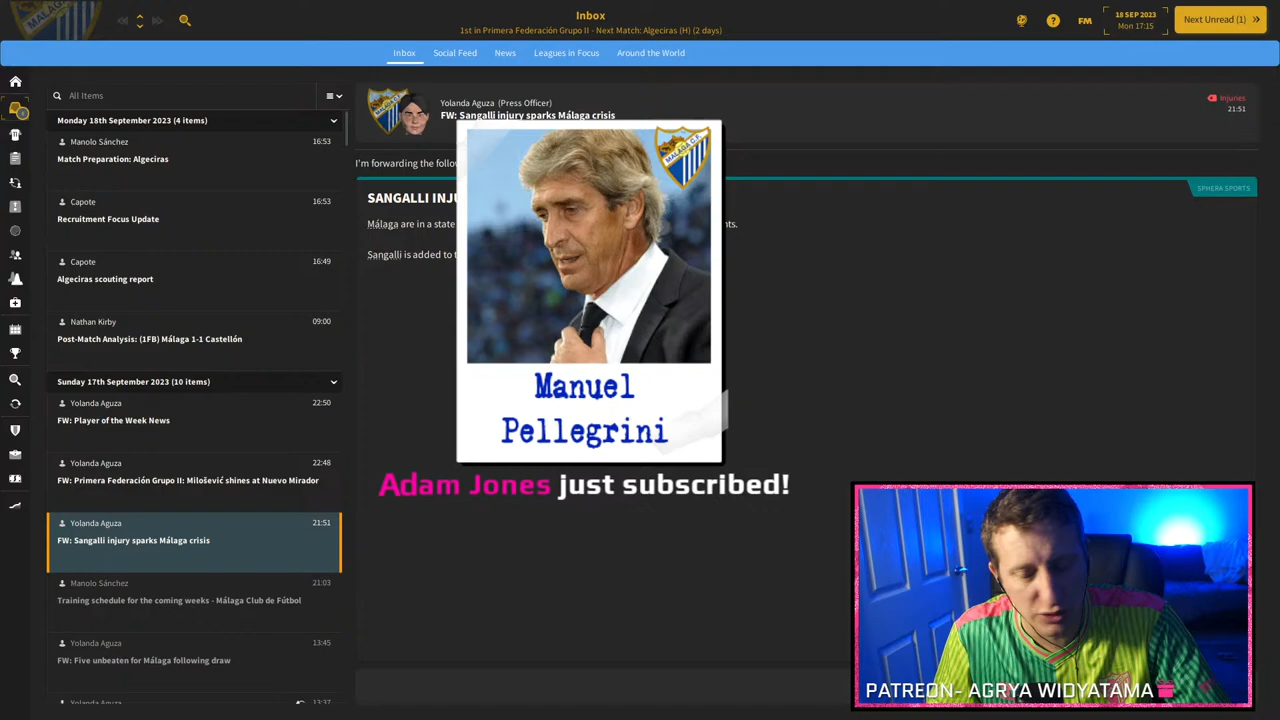 Inbox
1st in Primera Federación Grupo II - Next Match: Algeciras (H) (2 days)
FM
18 SEP 2023
Mon 17:15
Next Unread (1)
Inbox
Social Feed
News
Leagues in Focus
Around the World
All Items
Monday 18th September 2023 (4 items)
Manolo Sánchez
16:53
Match Preparation: Algeciras
Capote
16:53
Recruitment Focus Update
Capote
16:49
Algeciras scouting report
Nathan Kirby
09:00
Post-Match Analysis: (1FB) Málaga 1-1 Castellón
Sunday 17th September 2023 (10 items)
Yolanda Aguza
22:50
FW: Player of the Week News
Yolanda Aguza
22:48
FW: Primera Federación Grupo II: Milošević shines at Nuevo Mirador
Yolanda Aguza
21:51
FW: Sangalli injury sparks Málaga crisis
Manolo Sánchez
21:03
Training schedule for the coming weeks - Málaga Club de Fútbol
Yolanda Aguza
13:45
FW: Five unbeaten for Málaga following draw
Yolanda Aguza
13:37
Yolanda Aguza (Press Officer)
FW: Sangalli injury sparks Málaga crisis
Injuries
21:51
I'm forwarding the
SPHERA SPORTS
SANGALLI
Málaga are in a state
Sangalli is added to
MALAGA C.F.
Manuel
Pellegrini
Adam Jones just subscribed!
PATREON- AGRYA WIDYATAMA